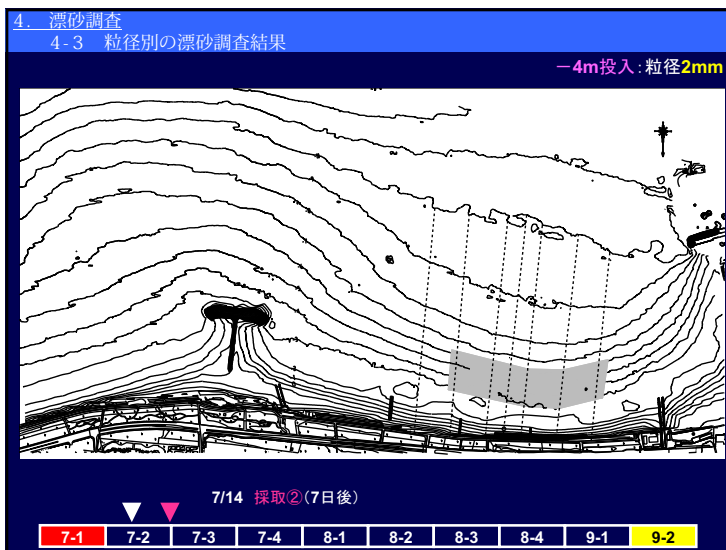 4. 漂砂調査
4-3 粒径別の漂砂調査結果
−4m投入:粒径2mm
7/14 採取②(7日後)
7-1 7-2 7-3 7-4 8-1 8-2 8-3 8-4 9-1 9-2